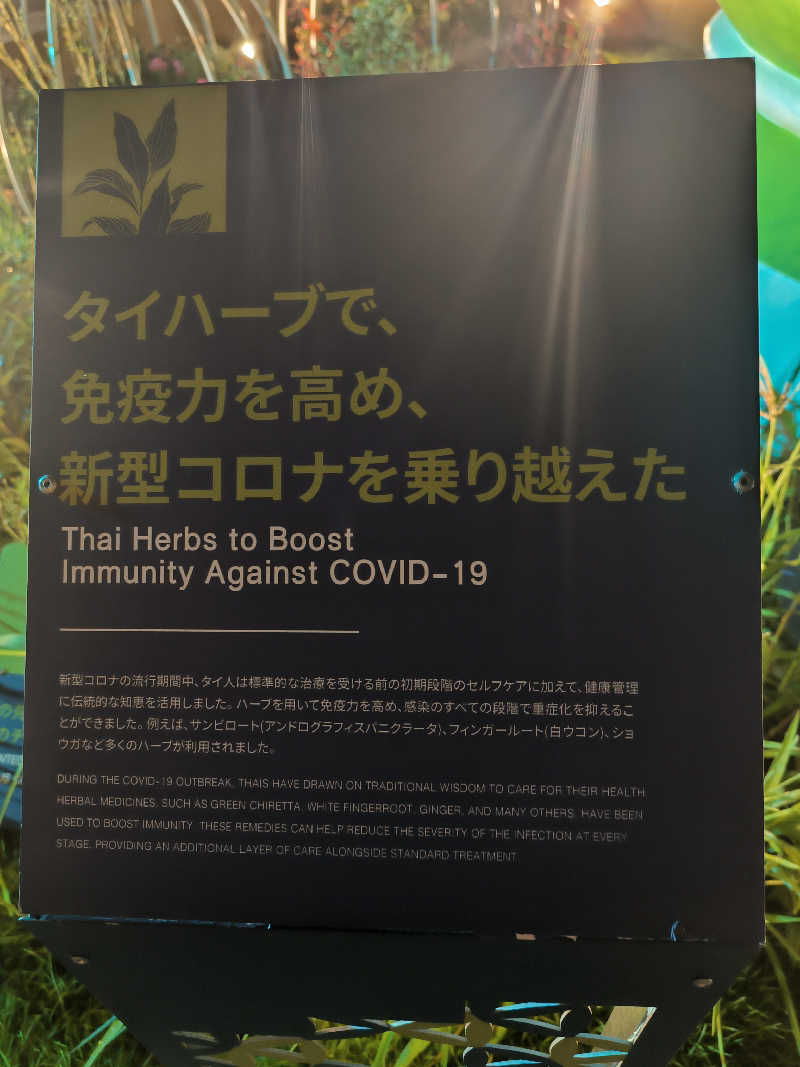 タイハーブで、
免疫力を高め、
新型コロナを乗り越えた
Thai Herbs to Boost
Immunity Against COVID-19
新型コロナの流行期間中、タイ人は標準的な治療を受ける前の初期段階のセルフケアに加えて、健康管理
に伝統的な知恵を活用しました。ハーブを用いて免疫力を高め、感染のすべての段階で重症化を抑えるこ
とができました。例えば、サンビロート(アンドログラフィスパニクラータ)、フィンガールート(白ウコン)、ショ
ウガなど多くのハーブが利用されました。
DURING THE COVID-19 OUTBREAK, THAIS HAVE DRAWN ON TRADITIONAL WISDOM TO CARE FOR THEIR HEALTH.
HERBAL MEDICINES, SUCH AS GREEN CHIRETTA, WHITE FINGERROOT, GINGER, AND MANY OTHERS, HAVE BEEN
USED TO BOOST IMMUNITY. THESE REMEDIES CAN HELP REDUCE THE SEVERITY OF THE INFECTION AT EVERY
STAGE, PROVIDING AN ADDITIONAL LAYER OF CARE ALONGSIDE STANDARD TREATMENT.